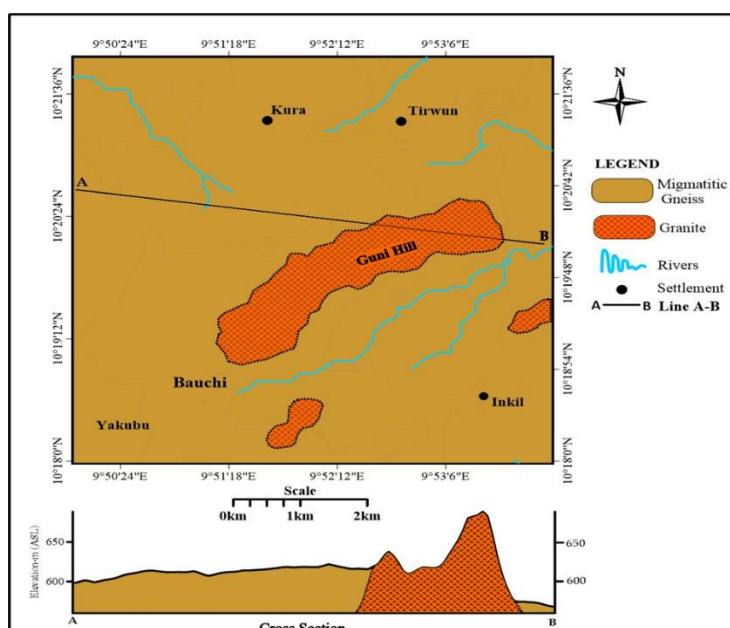 9°50'24"E 9°51'18"E 9°52'12"E 9°53'6"E
10°21'36"N
10°20'24"N
10°19'12"N
10°18'0"N
10°21'36"N
10°20'42"N
10°19'48"N
10°18'54"N
10°18'0"N
Kura
Tirwun
A
B
Guni Hill
Bauchi
Inkil
Yakubu
9°50'24"E 9°51'18"E 9°52'12"E 9°53'6"E
N
LEGEND
Migmatitic
Gneiss
Granite
Rivers
Settlement
A B Line A-B
Scale
0km 1km 2km
Elevation-m (ASL)
650
600
650
600
A B
Cross Section